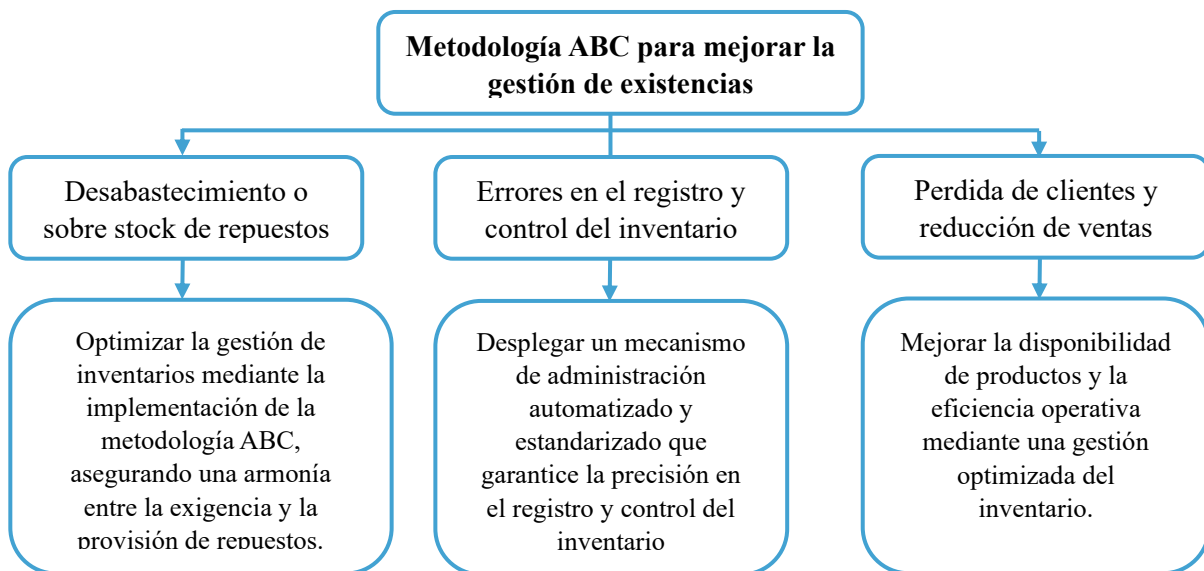 Metodología ABC para mejorar la
gestión de existencias
Desabastecimiento o
sobre stock de repuestos
Errores en el registro y
control del inventario
Perdida de clientes y
reducción de ventas
Optimizar la gestión de
inventarios mediante la
implementación de la
metodología ABC,
asegurando una armonía
entre la exigencia y la
provisión de repuestos.
Desplegar un mecanismo
de administración
automatizado y
estandarizado que
garantice la precisión en
el registro y control del
inventario
Mejorar la disponibilidad
de productos y la
eficiencia operativa
mediante una gestión
optimizada del
inventario.